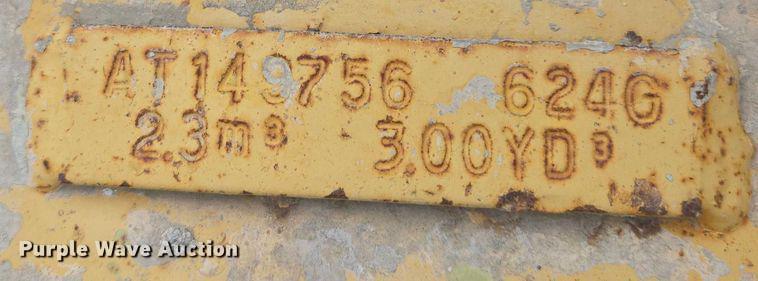 AT149756 624G
2.3m³ 3.00YD³
Purple Wave Auction